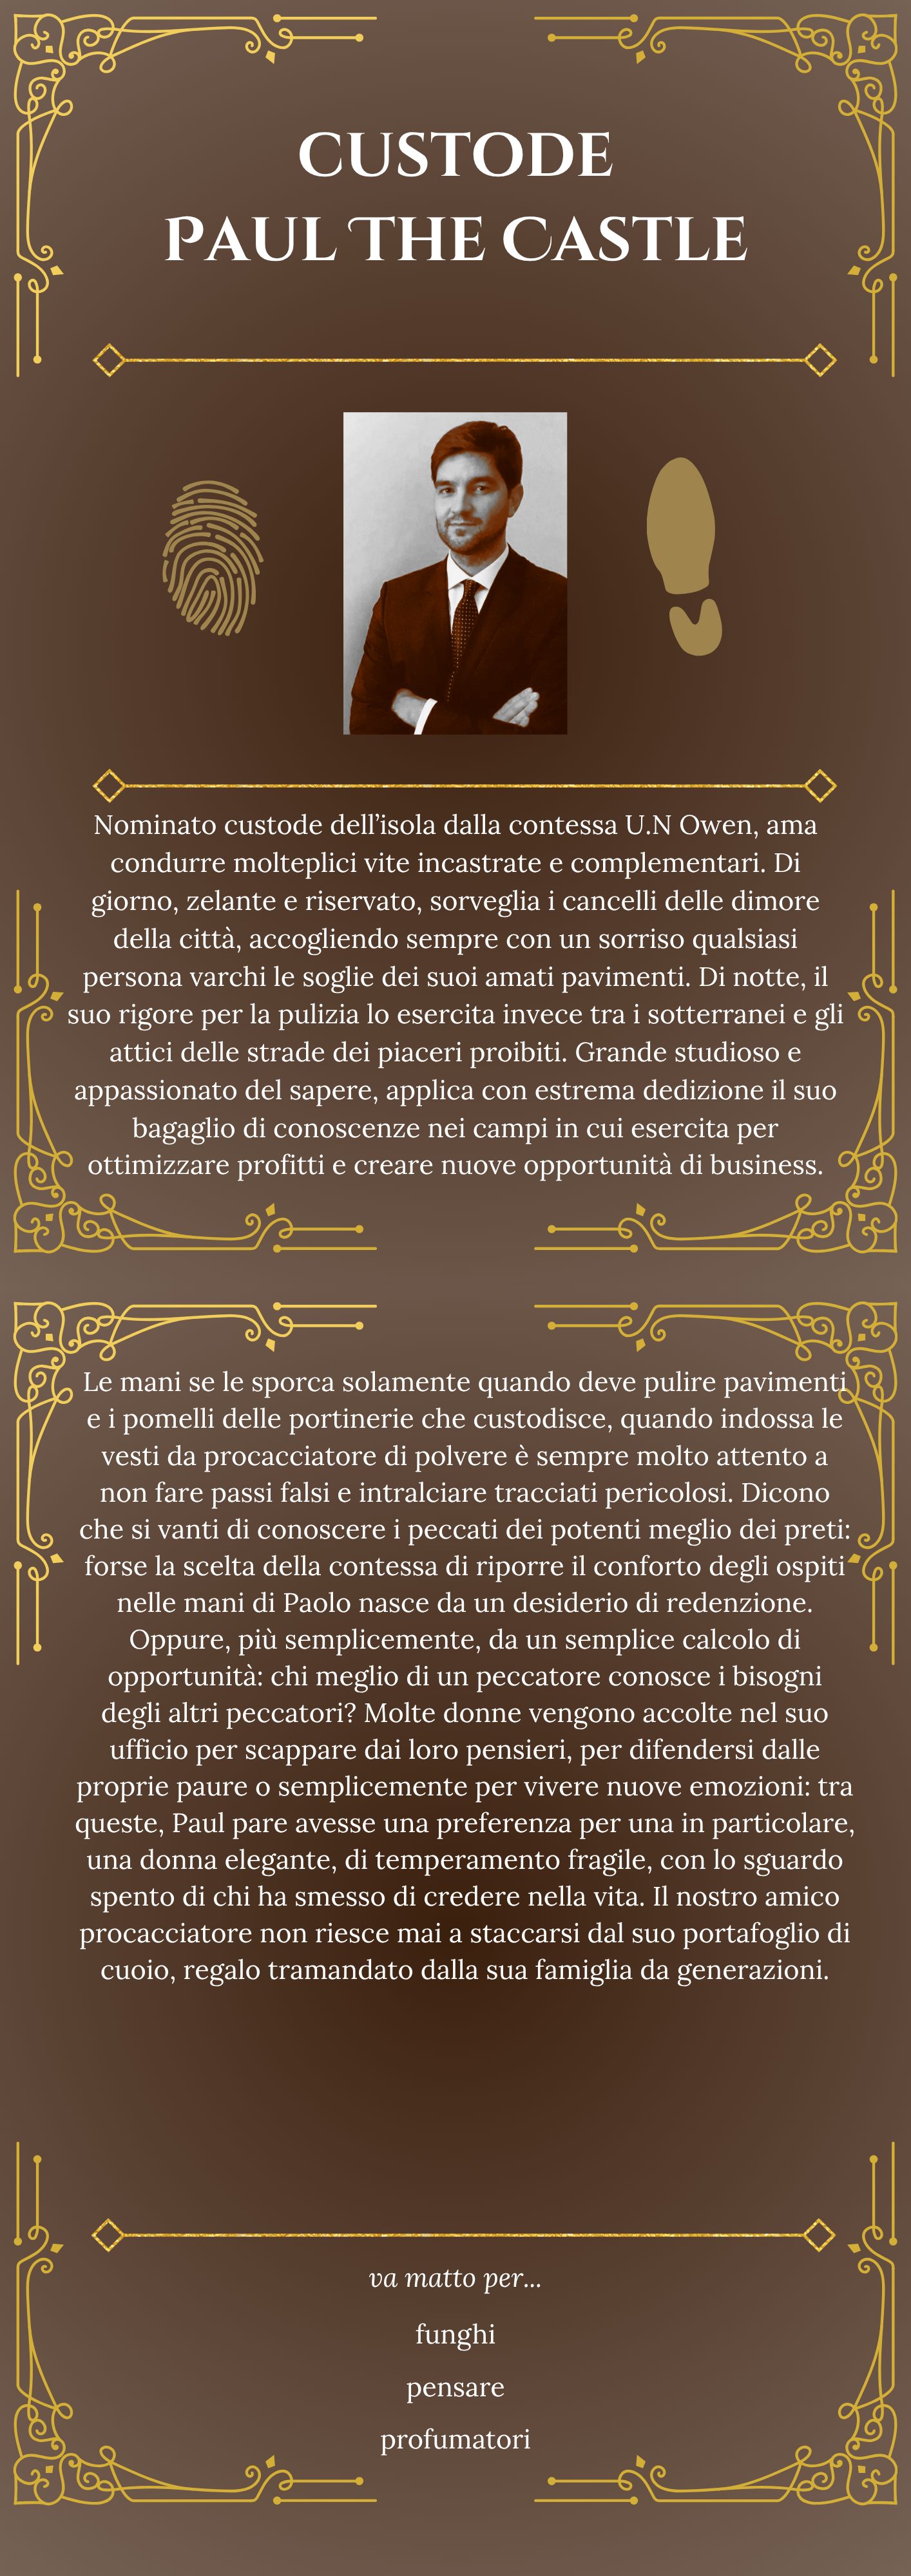 CUSTODE
PAUL THE CASTLE
Nominato custode dell’isola dalla contessa U.N Owen, ama
condurre molteplici vite incastrate e complementari. Di
giorno, zelante e riservato, sorveglia i cancelli delle dimore
della città, accogliendo sempre con un sorriso qualsiasi
persona varchi le soglie dei suoi amati pavimenti. Di notte, il
suo rigore per la pulizia lo esercita invece tra i sotterranei e gli
attici delle strade dei piaceri proibiti. Grande studioso e
appassionato del sapere, applica con estrema dedizione il suo
bagaglio di conoscenze nei campi in cui esercita per
ottimizzare profitti e creare nuove opportunità di business.
Le mani se le sporca solamente quando deve pulire pavimenti
e i pomelli delle portinerie che custodisce, quando indossa le
vesti da procacciatore di polvere è sempre molto attento a
non fare passi falsi e intralciare tracciati pericolosi. Dicono
che si vanti di conoscere i peccati dei potenti meglio dei preti:
forse la scelta della contessa di riporre il conforto degli ospiti
nelle mani di Paolo nasce da un desiderio di redenzione.
Oppure, più semplicemente, da un semplice calcolo di
opportunità: chi meglio di un peccatore conosce i bisogni
degli altri peccatori? Molte donne vengono accolte nel suo
ufficio per scappare dai loro pensieri, per difendersi dalle
proprie paure o semplicemente per vivere nuove emozioni: tra
queste, Paul pare avesse una preferenza per una in particolare,
una donna elegante, di temperamento fragile, con lo sguardo
spento di chi ha smesso di credere nella vita. Il nostro amico
procacciatore non riesce mai a staccarsi dal suo portafoglio di
cuoio, regalo tramandato dalla sua famiglia da generazioni.
va matto per...
funghi
pensare
profumatori